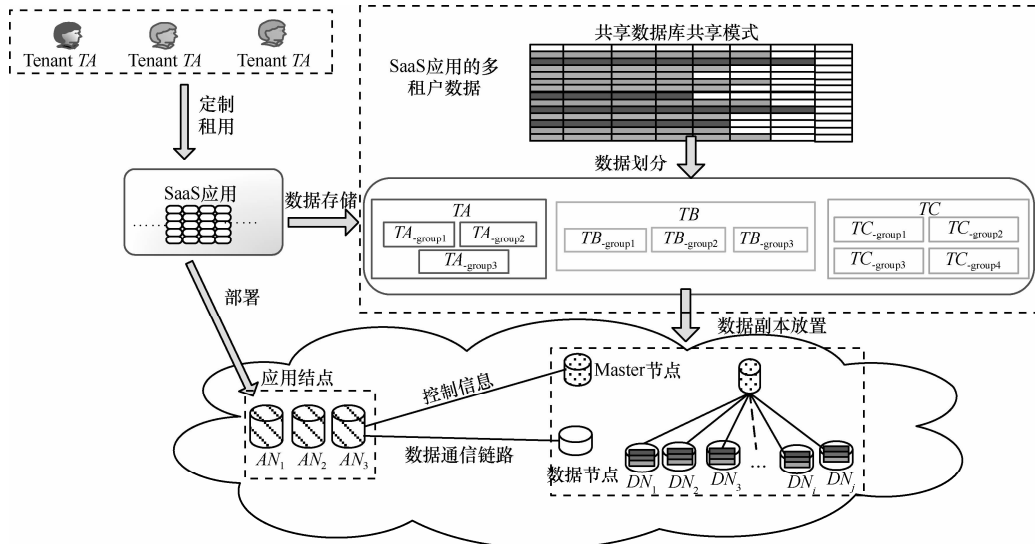 Tenant TA
Tenant TA
Tenant TA
定制
租用
SaaS应用
......
......
数据存储
部署
共享数据库共享模式
SaaS应用的多
租户数据
数据划分
TA
TA-group1
TA-group2
TA-group3
TB
TB-group1
TB-group2
TB-group3
TC
TC-group1
TC-group2
TC-group3
TC-group4
数据副本放置
应用结点
AN1
AN2
AN3
控制信息
数据通信链路
Master节点
数据节点
DN1
DN2
DN3
...
DNi
DNj